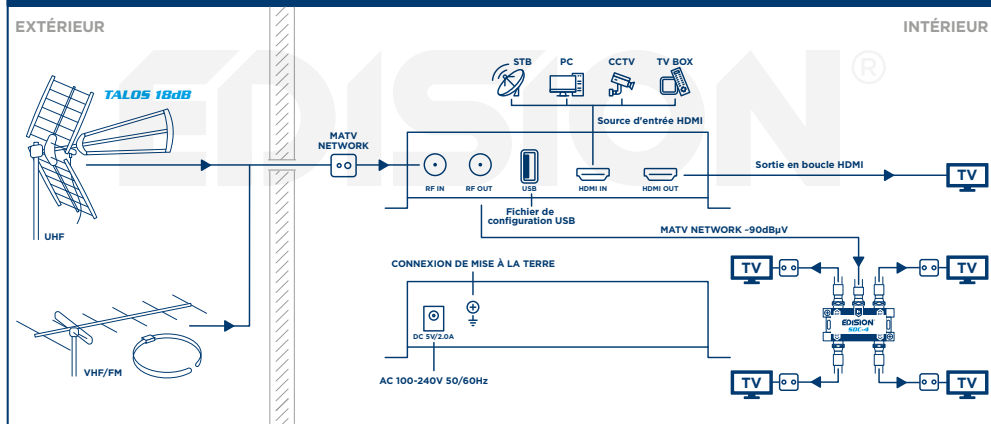 EXTÉRIEUR
INTÉRIEUR
EDISION®
TALOS 18dB
STB
PC
CCTV
TV BOX
MATV
NETWORK
Source d'entrée HDMI
Sortie en boucle HDMI
TV
RF IN
RF OUT
USB
HDMI IN
HDMI OUT
Fichier de
configuration USB
UHF
MATV NETWORK ~90dBµV
CONNEXION DE MISE À LA TERRE
TV
TV
EDISION
SDC-4
DC 5V/2.0A
VHF/FM
AC 100-240V 50/60Hz
TV
TV